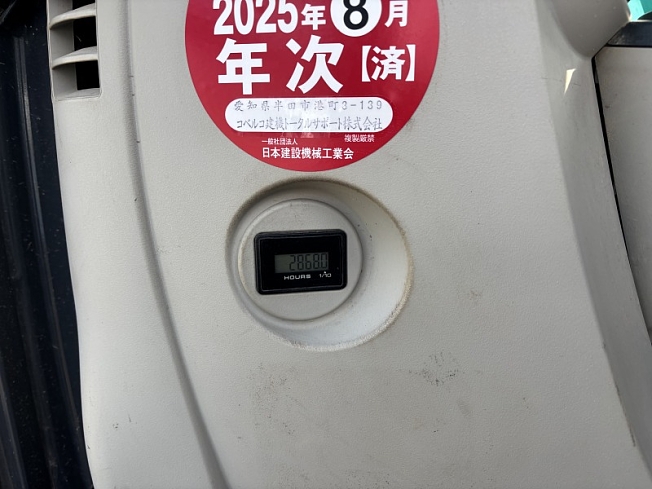 2025年8月
年次【済】
愛知県半田市港町3-139
コベルコ建機トータルサポート株式会社
一般社団法人 複製厳禁
日本建設機械工業会
28680
HOURS 1/10